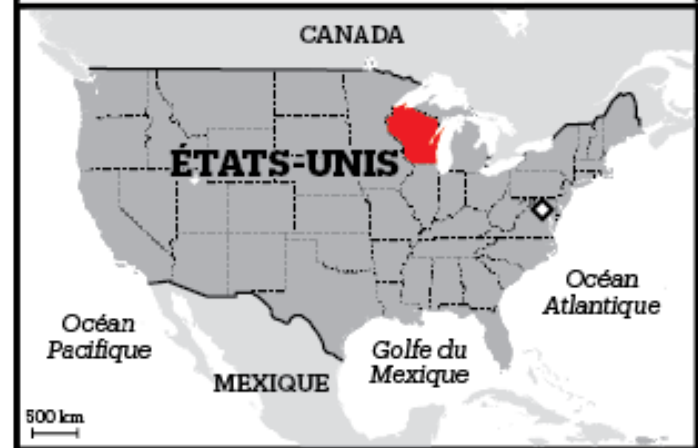 CANADA
ÉTATS-UNIS
Océan
Atlantique
Océan
Pacifique
Golfe du
Mexique
MEXIQUE
500 km